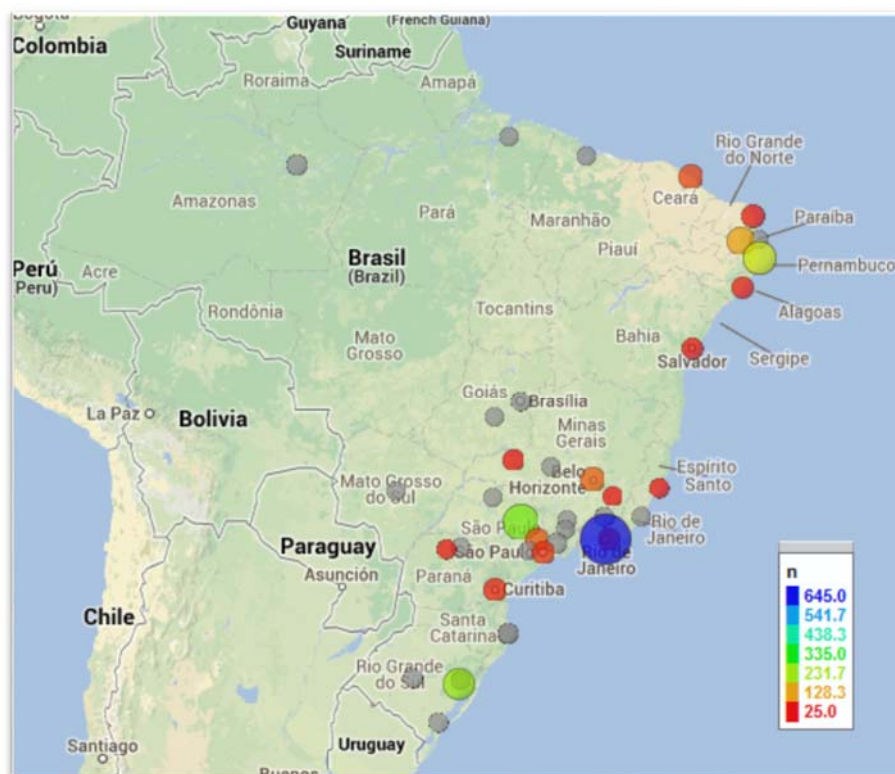 Bogotá
Colombia
Guyana
(French Guiana)
Suriname
Roraima
Amapá
Rio Grande
do Norte
Ceará
Amazonas
Pará
Maranhão
Paraíba
Piauí
Perú
(Peru)
Acre
Brasil
(Brazil)
Pernambuco
Rondônia
Tocantins
Alagoas
Mato
Grosso
Bahia
Salvador
Sergipe
Goiás
Brasília
La Paz
Bolivia
Minas
Gerais
Belo
Horizonte
Espírito
Santo
Mato Grosso
do Sul
São Paulo
Rio de
Janeiro
São Paulo
Rio de
Janeiro
Paraguay
Asunción
Paraná
Curitiba
Chile
Santa
Catarina
Rio Grande
do Sul
Santiago
Uruguay
Buenos
n
645.0
541.7
438.3
335.0
231.7
128.3
25.0